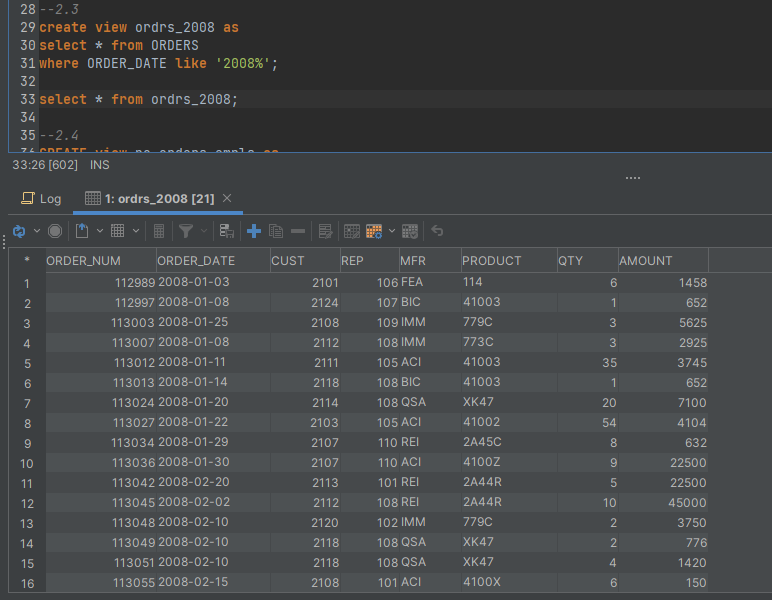 28 --2.3
29 create view ordrs_2008 as
30 select * from ORDERS
31 where ORDER_DATE like '2008%';
32
33 select * from ordrs_2008;
34
35 --2.4
33:26 [602] INS
Log 1: ordrs_2008 [21]
* ORDER_NUM ORDER_DATE CUST REP MFR PRODUCT QTY AMOUNT
1 112989 2008-01-03 2101 106 FEA 114 6 1458
2 112997 2008-01-08 2124 107 BIC 41003 1 652
3 113003 2008-01-25 2108 109 IMM 779C 3 5625
4 113007 2008-01-08 2112 108 IMM 773C 3 2925
5 113012 2008-01-11 2111 105 ACI 41003 35 3745
6 113013 2008-01-14 2118 108 BIC 41003 1 652
7 113024 2008-01-20 2114 108 QSA XK47 20 7100
8 113027 2008-01-22 2103 105 ACI 41002 54 4104
9 113034 2008-01-29 2107 110 REI 2A45C 8 632
10 113036 2008-01-30 2107 110 ACI 4100Z 9 22500
11 113042 2008-02-20 2113 101 REI 2A44R 5 22500
12 113045 2008-02-02 2112 108 REI 2A44R 10 45000
13 113048 2008-02-10 2120 102 IMM 779C 2 3750
14 113049 2008-02-10 2118 108 QSA XK47 2 776
15 113051 2008-02-10 2118 108 QSA XK47 4 1420
16 113055 2008-02-15 2108 101 ACI 4100X 6 150